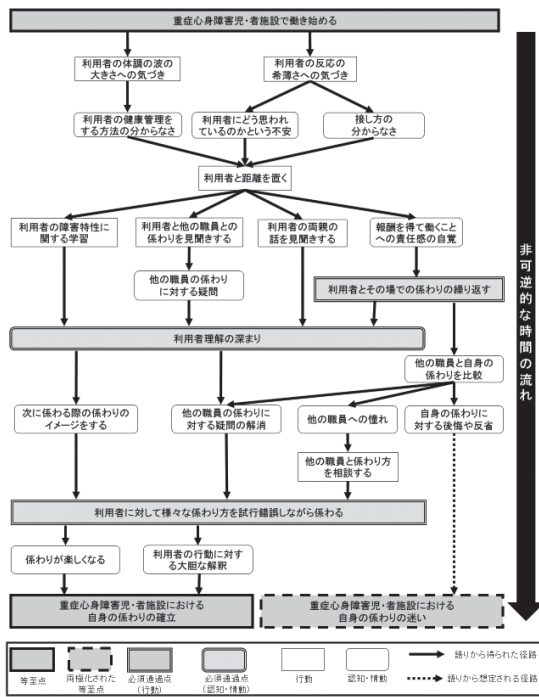 重症心身障害児・者施設で働き始める
利用者の体調の波の
大きさへの気づき
利用者の反応の
希薄さへの気づき
利用者の健康管理を
する方法の分からなさ
利用者にどう思われ
ているのかという不安
接し方の
分からなさ
利用者と距離を置く
利用者の障害特性に
関する学習
利用者と他の職員との
係わりを見聞きする
利用者の両親の
話を見聞きする
報酬を得て働くこと
への責任感の自覚
他の職員の係わり
に対する疑問
利用者とその場での係わりの繰り返す
利用者理解の深まり
他の職員と自身の
係わりを比較
次に係わる際の係わりの
イメージをする
他の職員の係わりに
対する疑問の解消
他の職員への憧れ
自身の係わりに
対する後悔や反省
他の職員と係わり方
を相談する
利用者に対して様々な係わり方を試行錯誤しながら係わる
係わりが楽しくなる
利用者の行動に対する
大胆な解釈
重症心身障害児・者施設における
自身の係わりの確立
重症心身障害児・者施設における
自身の係わりの迷い
非可逆的な時間の流れ
等至点
両極化された
等至点
必須通過点
(行動)
必須通過点
(認知・情動)
行動
認知・情動
語りから得られた径路
語りから想定される径路